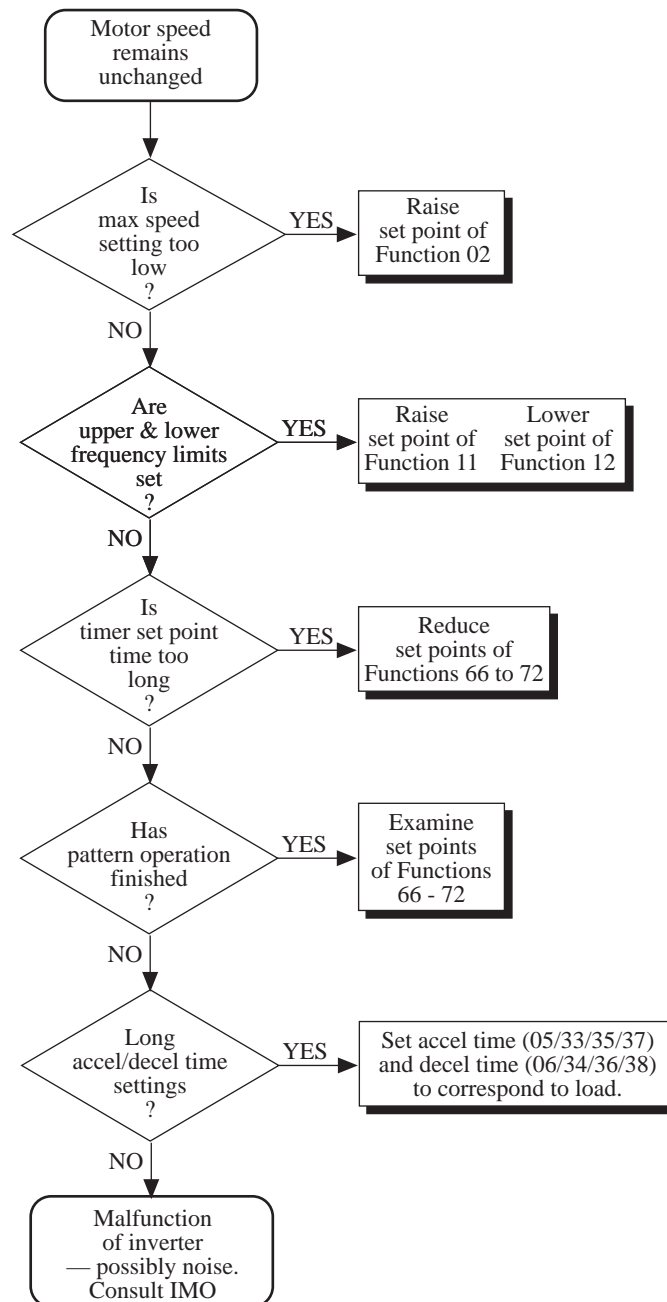 Motor speed
remains
unchanged
Is
max speed
setting too
low
?
YES
Raise
set point of
Function 02
NO
Are
upper & lower
frequency limits
set
?
YES
Raise
set point of
Function 11
Lower
set point of
Function 12
NO
Is
timer set point
time too
long
?
YES
Reduce
set points of
Functions 66 to 72
NO
Has
pattern operation
finished
?
YES
Examine
set points
of Functions
66 - 72
NO
Long
accel/decel time
settings
?
YES
Set accel time (05/33/35/37)
and decel time (06/34/36/38)
to correspond to load.
NO
Malfunction
of inverter
— possibly noise.
Consult IMO